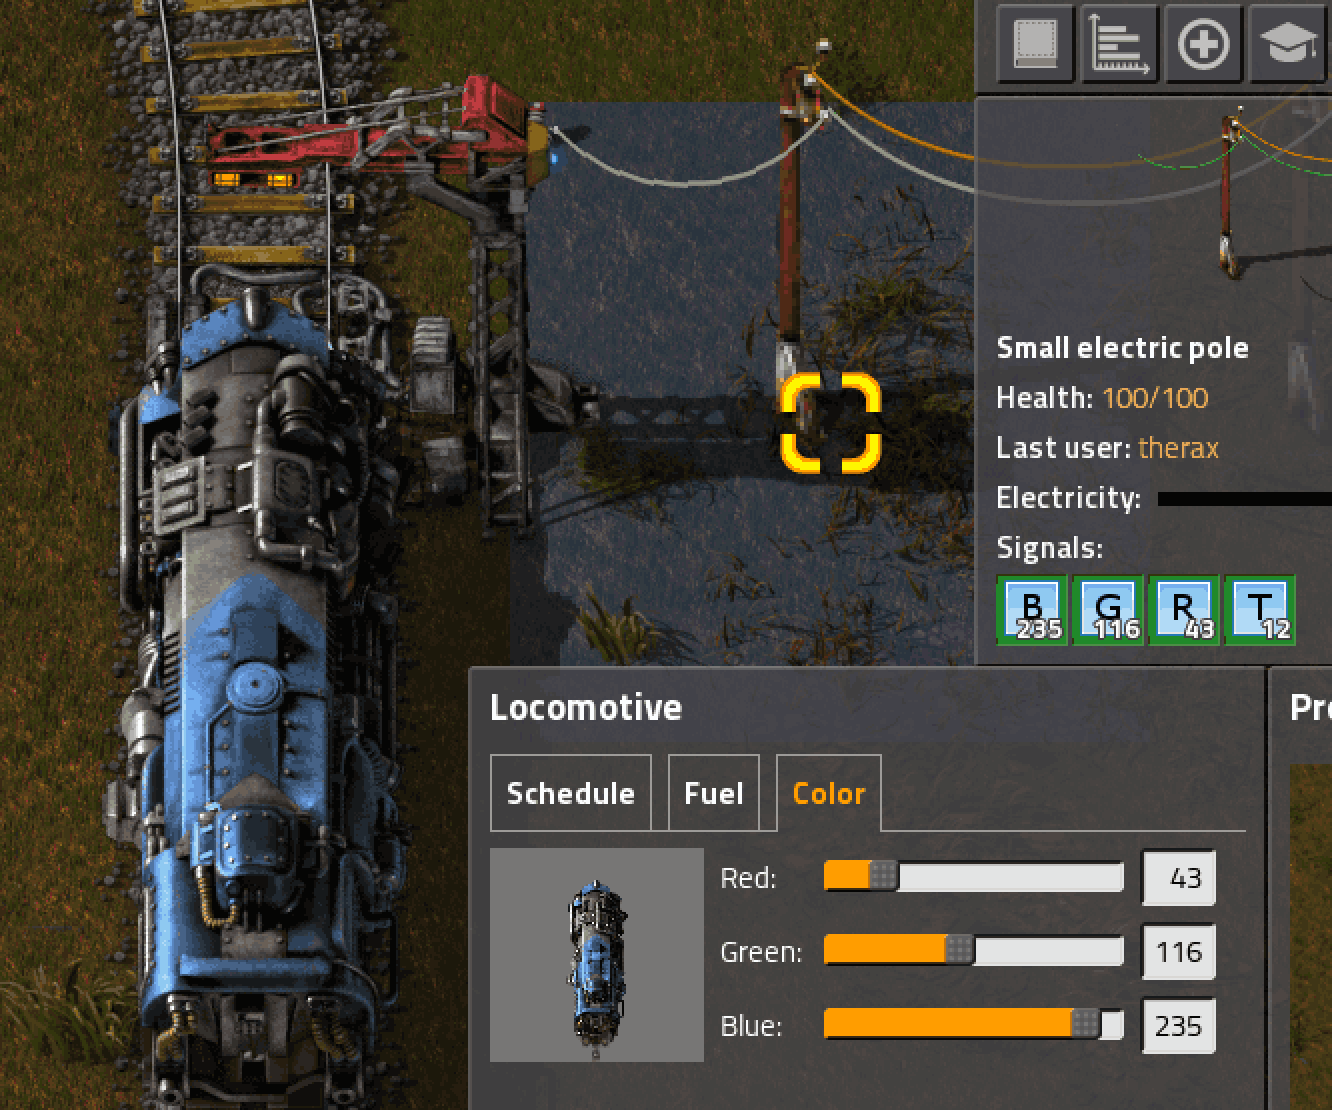 Small electric pole
Health: 100/100
Last user: therax
Electricity:
Signals:
B G R T
235 116 43 12
Locomotive
Pr
Schedule Fuel Color
Red: 43
Green: 116
Blue: 235